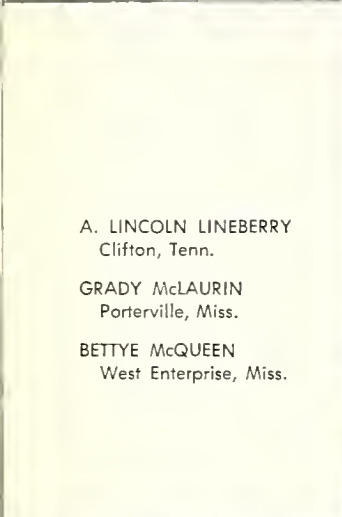 A. LINCOLN LINEBERRY
Clifton, Tenn.
GRADY McLAURIN
Porterville, Miss.
BETTYE McQUEEN
West Enterprise, Miss.